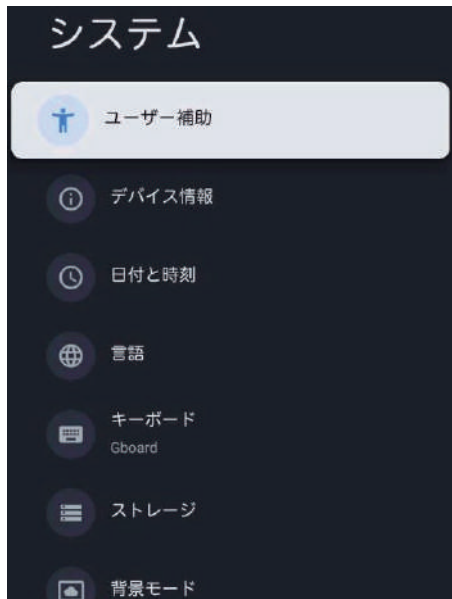 システム
ユーザー補助
デバイス情報
日付と時刻
言語
キーボード
Gboard
ストレージ
背景モード